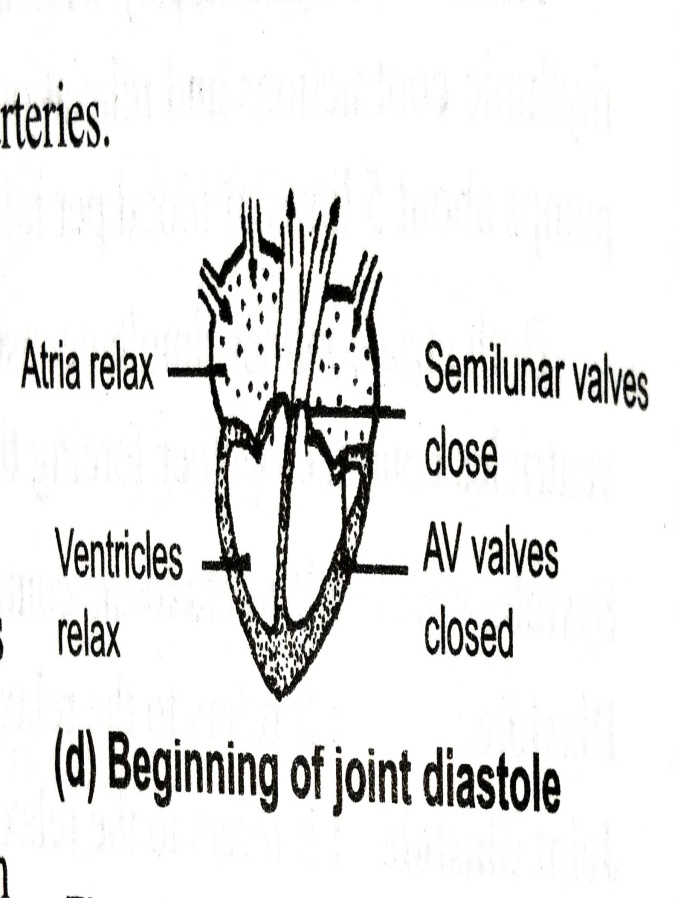 rteries.
Atria relax
Semilunar valves
close
Ventricles
relax
AV valves
closed
(d) Beginning of joint diastole